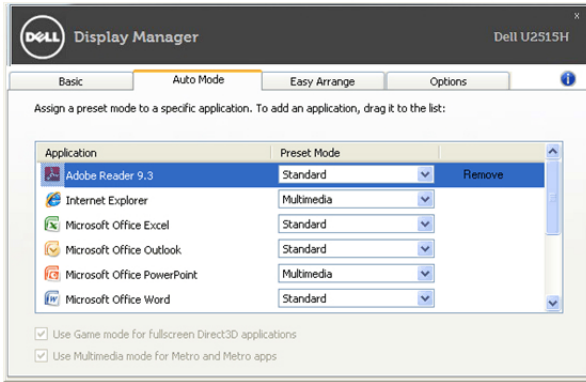 x
DELL Display Manager Dell U2515H
Basic Auto Mode Easy Arrange Options i
Assign a preset mode to a specific application. To add an application, drag it to the list:
Application Preset Mode
Adobe Reader 9.3 Standard Remove
Internet Explorer Multimedia
Microsoft Office Excel Standard
Microsoft Office Outlook Standard
Microsoft Office PowerPoint Multimedia
Microsoft Office Word Standard
Use Game mode for fullscreen Direct3D applications
Use Multimedia mode for Metro and Metro apps